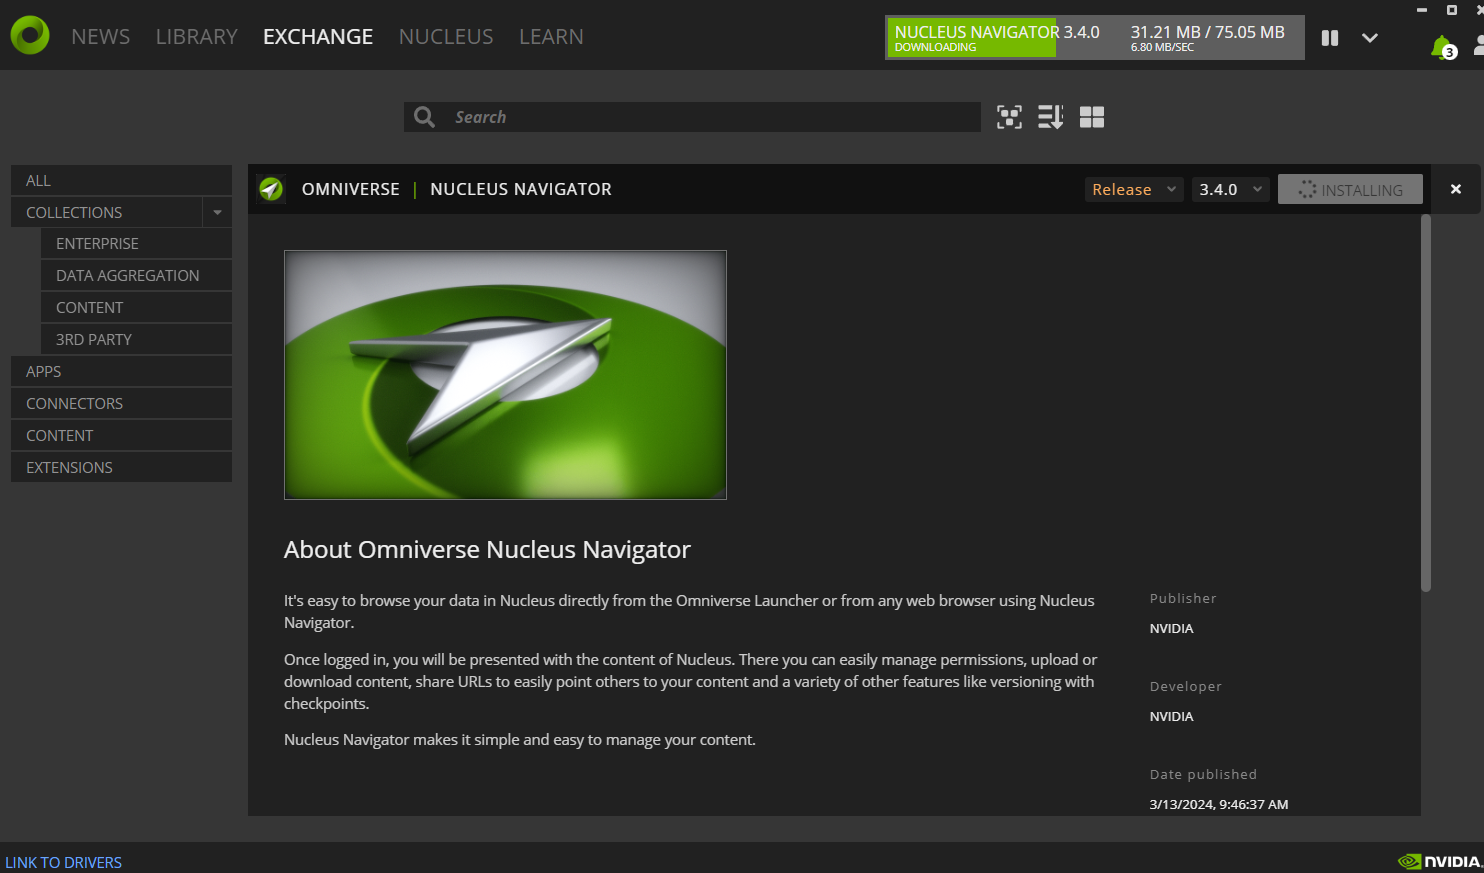 NEWS LIBRARY EXCHANGE NUCLEUS LEARN
NUCLEUS NAVIGATOR 3.4.0 31.21 MB / 75.05 MB
DOWNLOADING 6.80 MB/SEC
3
Search
ALL
COLLECTIONS
ENTERPRISE
DATA AGGREGATION
CONTENT
3RD PARTY
APPS
CONNECTORS
CONTENT
EXTENSIONS
OMNIVERSE | NUCLEUS NAVIGATOR Release 3.4.0 INSTALLING
About Omniverse Nucleus Navigator
It's easy to browse your data in Nucleus directly from the Omniverse Launcher or from any web browser using Nucleus
Navigator.
Once logged in, you will be presented with the content of Nucleus. There you can easily manage permissions, upload or
download content, share URLs to easily point others to your content and a variety of other features like versioning with
checkpoints.
Nucleus Navigator makes it simple and easy to manage your content.
Publisher
NVIDIA
Developer
NVIDIA
Date published
3/13/2024, 9:46:37 AM
LINK TO DRIVERS
NVIDIA.